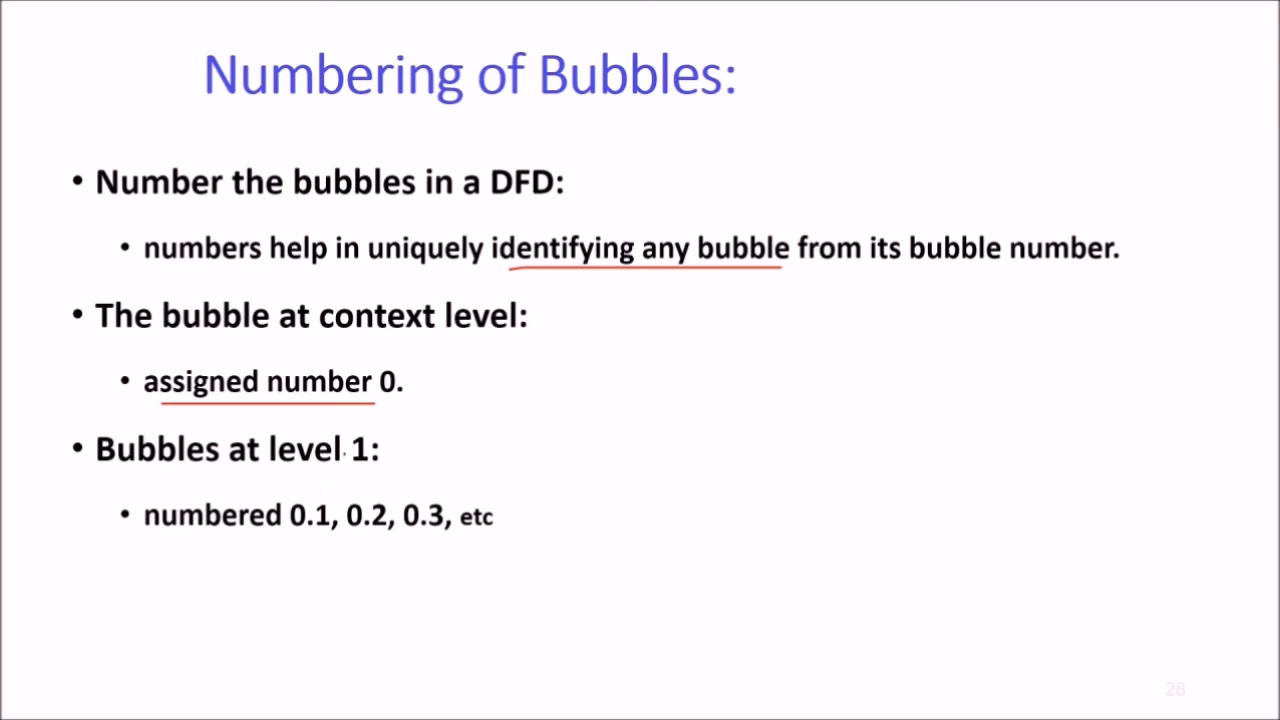 Numbering of Bubbles:
• Number the bubbles in a DFD:
• numbers help in uniquely identifying any bubble from its bubble number.
• The bubble at context level:
• assigned number 0.
• Bubbles at level 1:
• numbered 0.1, 0.2, 0.3, etc
28